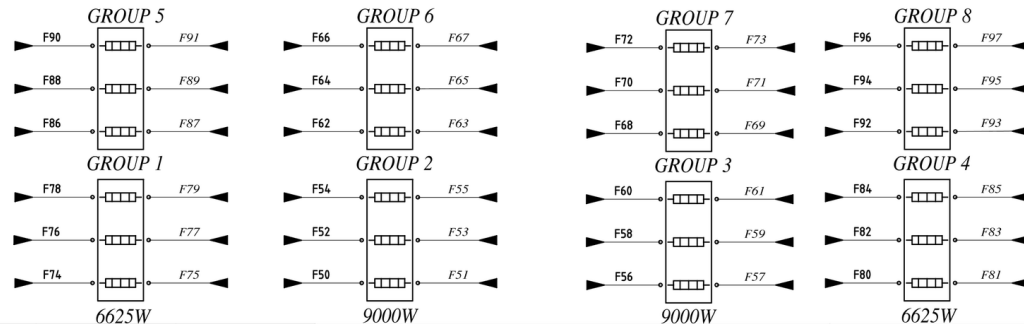 GROUP 5 GROUP 6 GROUP 7 GROUP 8
F90 F91 F66 F67 F72 F73 F96 F97
F88 F89 F64 F65 F70 F71 F94 F95
F86 F87 F62 F63 F68 F69 F92 F93
GROUP 1 GROUP 2 GROUP 3 GROUP 4
F78 F79 F54 F55 F60 F61 F84 F85
F76 F77 F52 F53 F58 F59 F82 F83
F74 F75 F50 F51 F56 F57 F80 F81
6625W 9000W 9000W 6625W